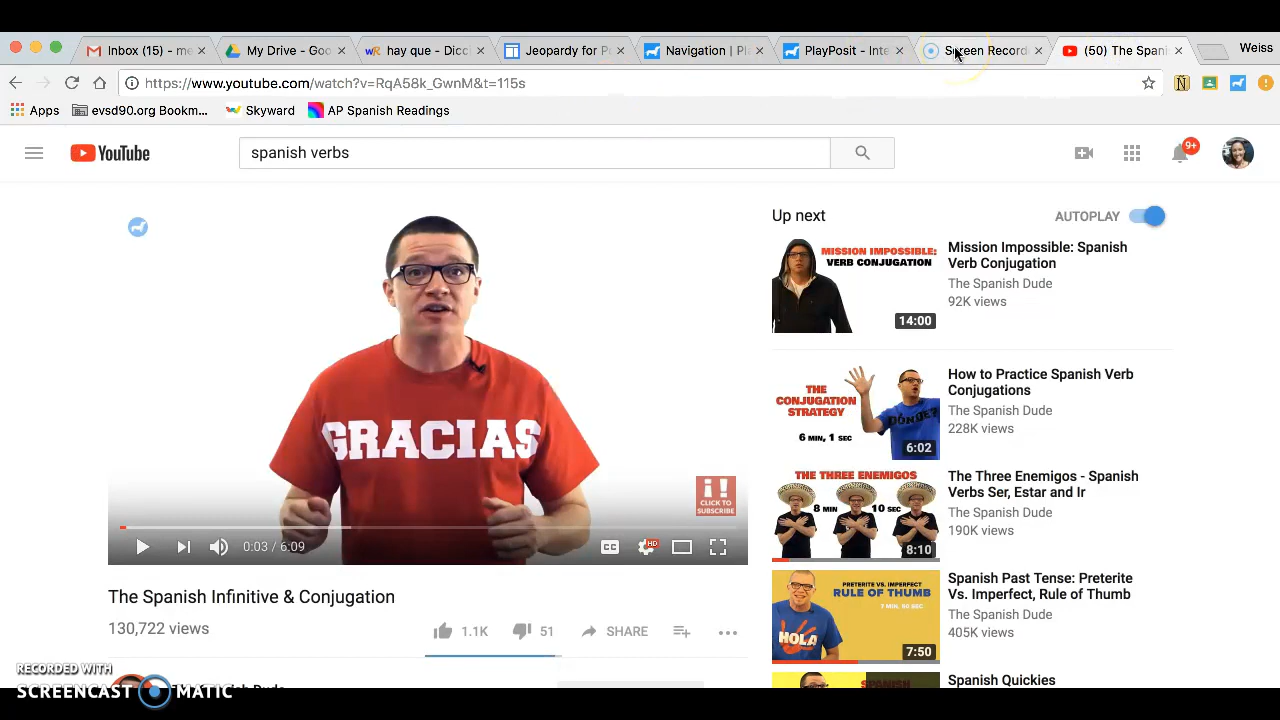 Inbox (15) - me
My Drive - Goo
wR hay que - Dicci
Jeopardy for P
Navigation | Pl
PlayPosit - Inte
Screen Record
(50) The Spani
Weiss
https://www.youtube.com/watch?v=RqA58k_GwnM&t=115s
Apps
evsd90.org Bookm...
Skyward
AP Spanish Readings
YouTube
spanish verbs
9+
GRACIAS
i!
CLICK TO
SUBSCRIBE
0:03 / 6:09
CC
HD
The Spanish Infinitive & Conjugation
130,722 views
1.1K
51
SHARE
Up next
AUTOPLAY
MISSION IMPOSSIBLE:
VERB CONJUGATION
14:00
Mission Impossible: Spanish
Verb Conjugation
The Spanish Dude
92K views
THE
CONJUGATION
STRATEGY
6 MIN, 1 SEC
DÓNDE?
6:02
How to Practice Spanish Verb
Conjugations
The Spanish Dude
228K views
THE THREE ENEMIGOS
8 MIN 10 SEC
8:10
The Three Enemigos - Spanish
Verbs Ser, Estar and Ir
The Spanish Dude
190K views
PRETERITE VS. IMPERFECT
RULE OF THUMB
HOLA
7:50
Spanish Past Tense: Preterite
Vs. Imperfect, Rule of Thumb
The Spanish Dude
405K views
SPANISH
Spanish Quickies
RECORDED WITH
SCREENCAST MATIC